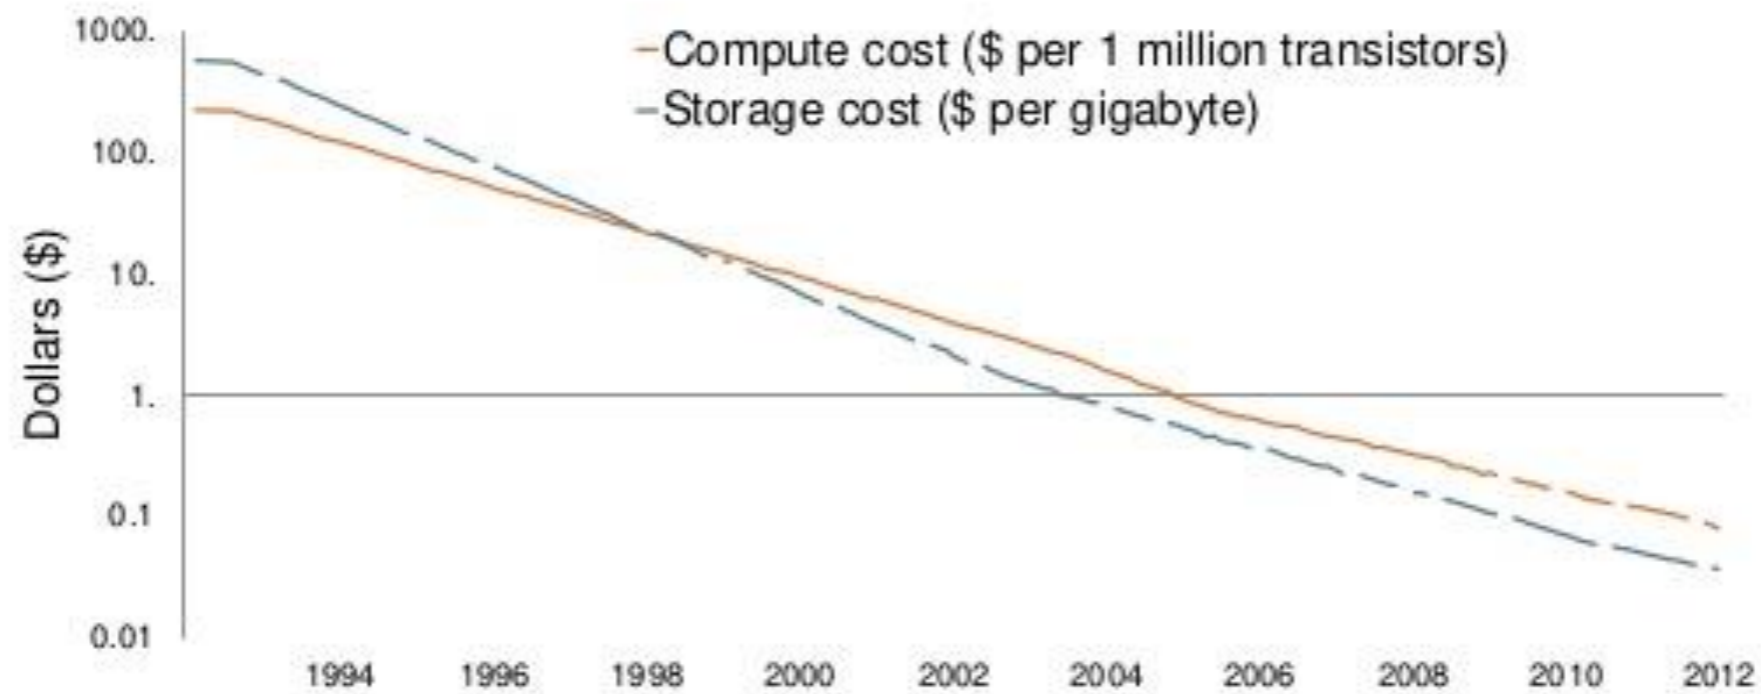 1000.
Compute cost ($ per 1 million transistors)
Storage cost ($ per gigabyte)
100.
10.
1.
0.1
0.01
Dollars ($)
1994 1996 1998 2000 2002 2004 2006 2008 2010 2012